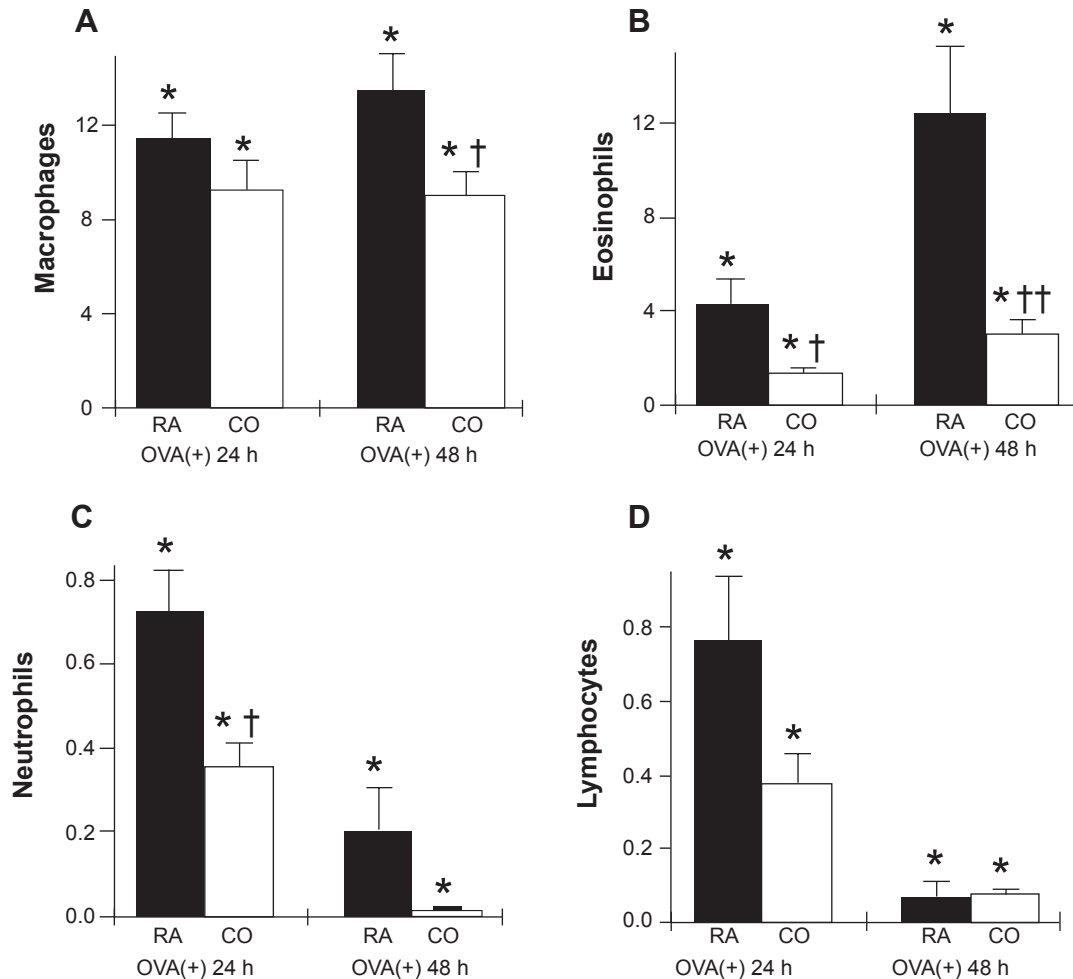 A
*
*
*
* †
12
8
4
0
Macrophages
RA CO RA CO
OVA(+) 24 h OVA(+) 48 h
B
*
*
* †
* ††
12
8
4
0
Eosinophils
RA CO RA CO
OVA(+) 24 h OVA(+) 48 h
C
*
* †
*
*
0.8
0.6
0.4
0.2
0.0
Neutrophils
RA CO RA CO
OVA(+) 24 h OVA(+) 48 h
D
*
*
*
*
0.8
0.6
0.4
0.2
0.0
Lymphocytes
RA CO RA CO
OVA(+) 24 h OVA(+) 48 h